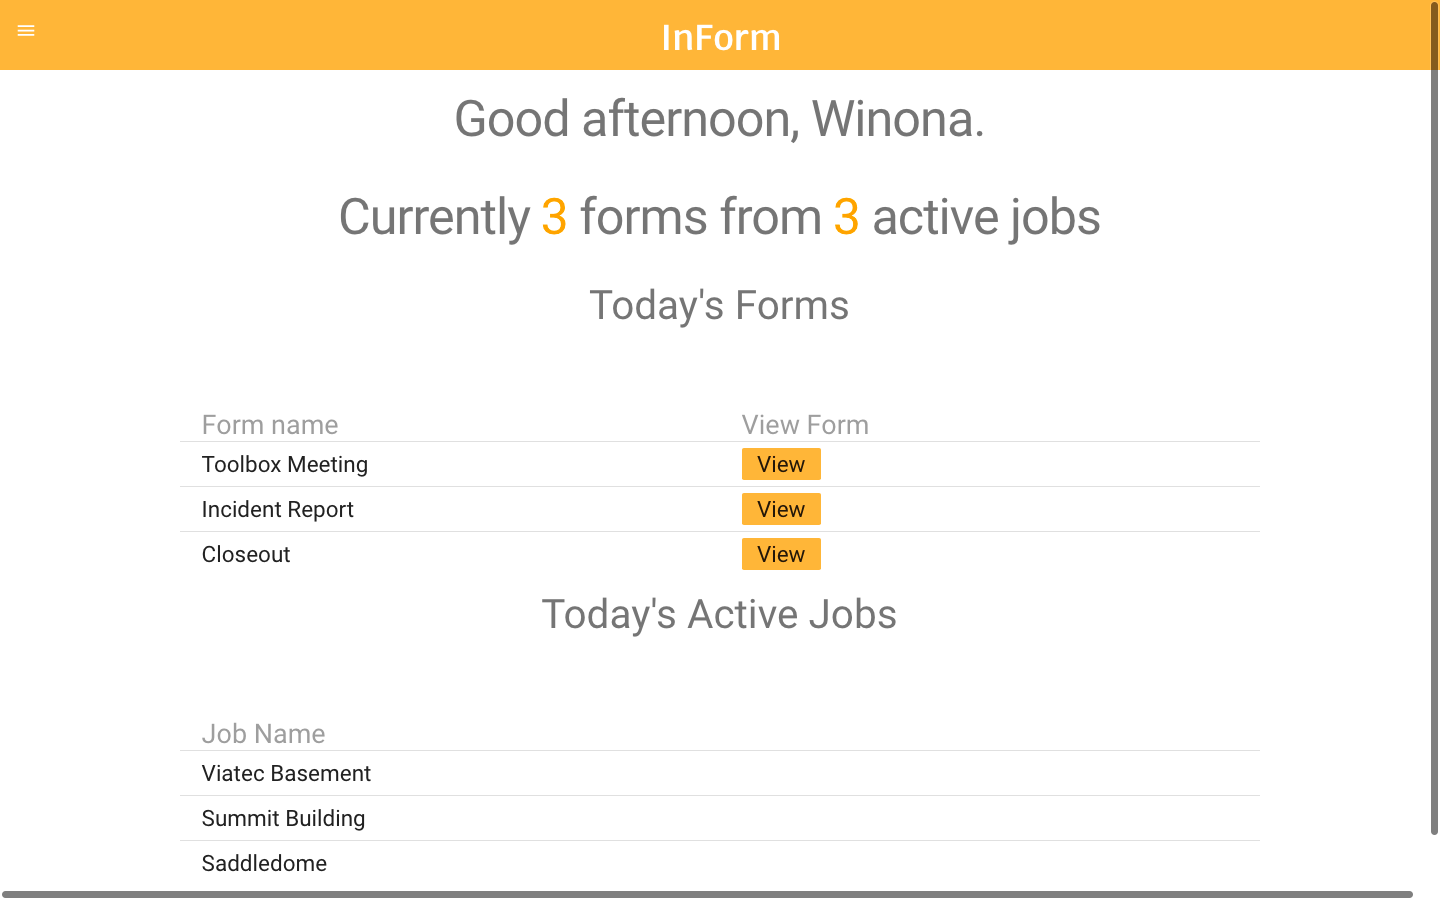 InForm
Good afternoon, Winona.
Currently 3 forms from 3 active jobs
Today's Forms
Form name View Form
Toolbox Meeting View
Incident Report View
Closeout View
Today's Active Jobs
Job Name
Viatec Basement
Summit Building
Saddledome